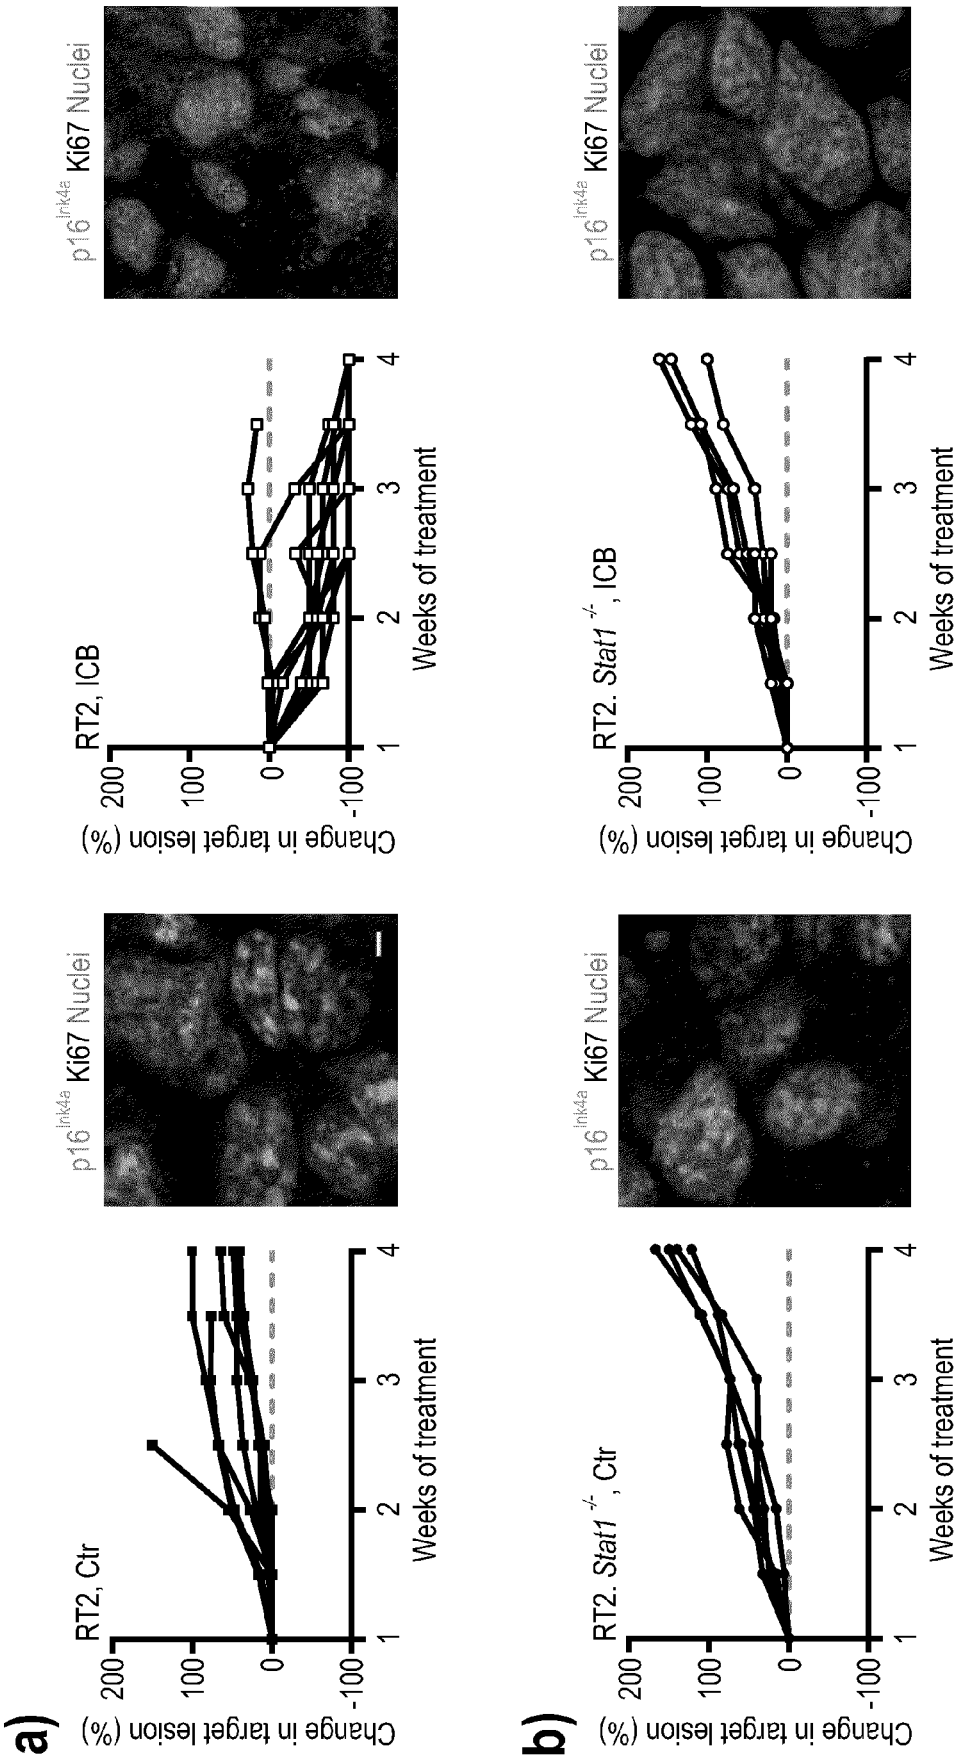 a)
RT2, Ctr
Change in target lesion (%)
200
100
0
-100
1 2 3 4
Weeks of treatment
p16Ink4a Ki67 Nuclei
RT2, ICB
Change in target lesion (%)
200
100
0
-100
1 2 3 4
Weeks of treatment
p16Ink4a Ki67 Nuclei
b)
RT2. Stat1 -/-, Ctr
Change in target lesion (%)
200
100
0
-100
1 2 3 4
Weeks of treatment
p16Ink4a Ki67 Nuclei
RT2. Stat1 -/-, ICB
Change in target lesion (%)
200
100
0
-100
1 2 3 4
Weeks of treatment
p16Ink4a Ki67 Nuclei